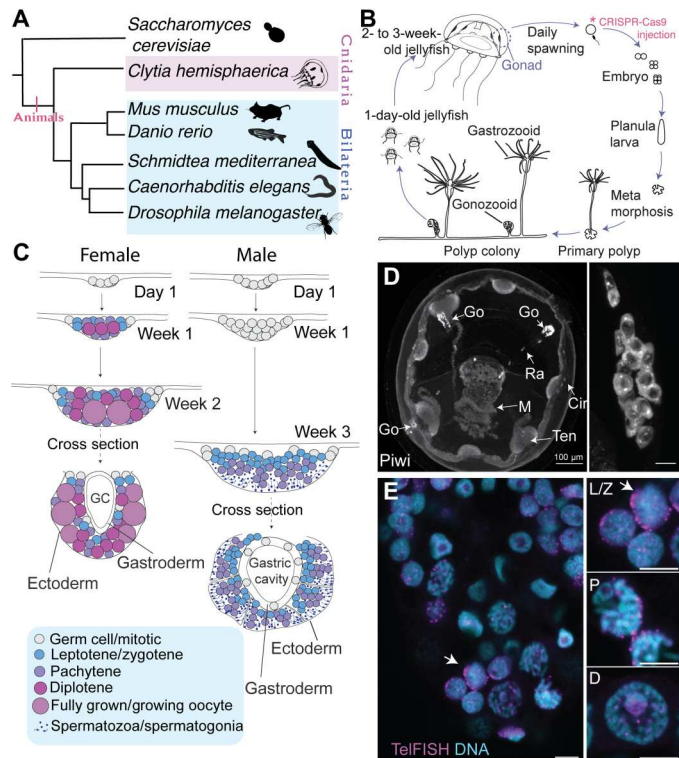 A
Saccharomyces
cerevisiae
Clytia hemisphaerica
Cnidaria
Animals
Mus musculus
Danio rerio
Schmidtea mediterranea
Caenorhabditis elegans
Drosophila melanogaster
Bilateria
B
2- to 3-week-
old jellyfish
Gonad
Daily
spawning
* CRISPR-Cas9
injection
Embryo
Planula
larva
Meta
morphosis
Primary polyp
Polyp colony
Gonozooid
Gastrozooid
1-day-old jellyfish
C
Female
Male
Day 1
Day 1
Week 1
Week 1
Week 2
Week 3
Cross section
Cross section
GC
Gastroderm
Ectoderm
Gastric
cavity
Ectoderm
Gastroderm
Germ cell/mitotic
Leptotene/zygotene
Pachytene
Diplotene
Fully grown/growing oocyte
Spermatozoa/spermatogonia
D
Go
Go
Ra
Cir
M
Go
Ten
Piwi
100 µm
E
L/Z
P
D
TelFISH DNA